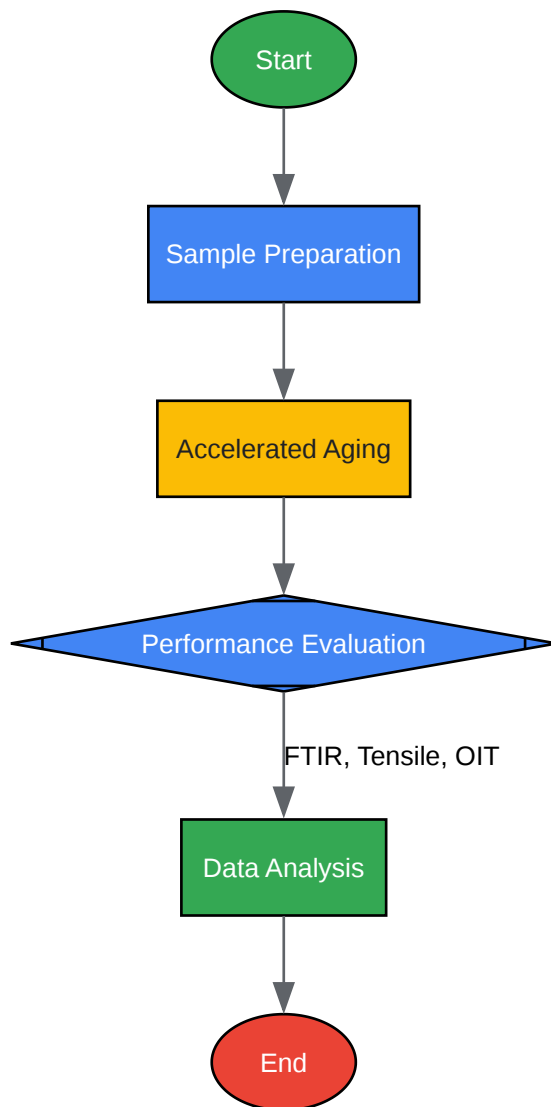 Start
Sample Preparation
Accelerated Aging
Performance Evaluation
FTIR, Tensile, OIT
Data Analysis
End